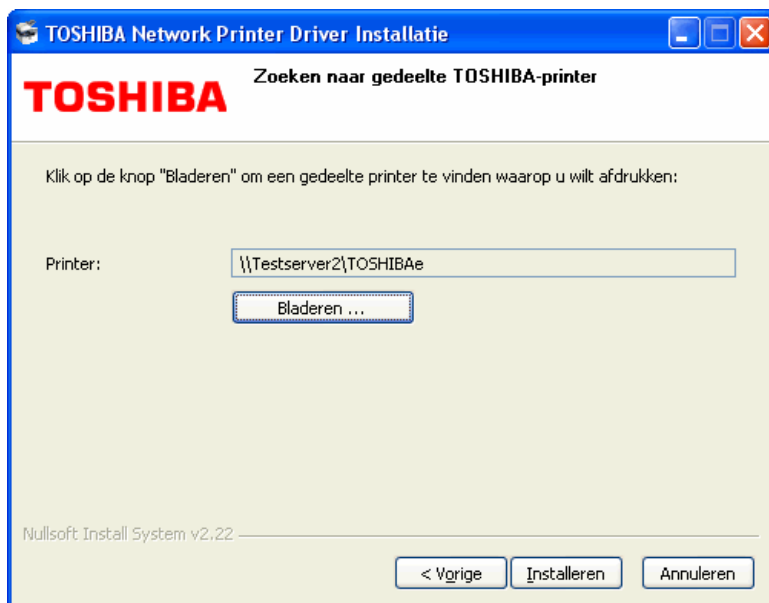 TOSHIBA Network Printer Driver Installatie
TOSHIBA
Zoeken naar gedeelte TOSHIBA-printer
Klik op de knop "Bladeren" om een gedeelte printer te vinden waarop u wilt afdrukken:
Printer:
\\Testserver2\TOSHIBAe
Bladeren ...
Nullsoft Install System v2.22
< Vorige
Installeren
Annuleren